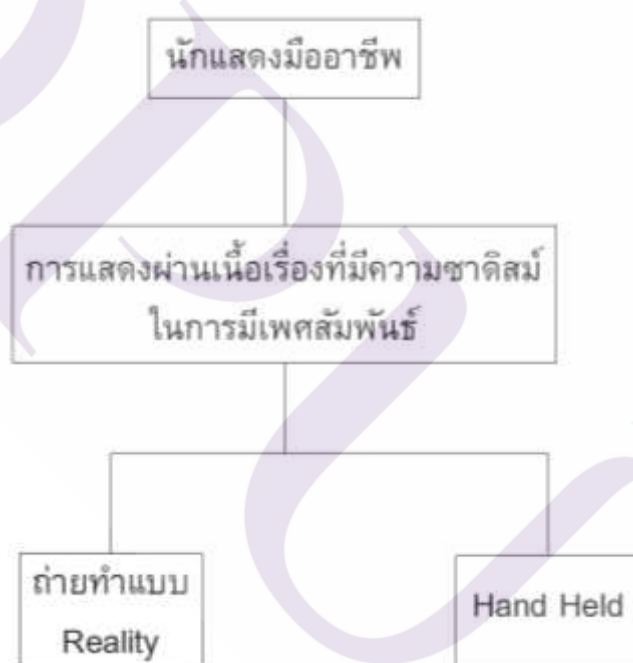 นักแสดงมืออาชีพ
การแสดงผ่านเนื้อเรื่องที่มีความซาดิสม์
ในการมีเพศสัมพันธ์
ถ่ายทำแบบ
Reality
Hand Held